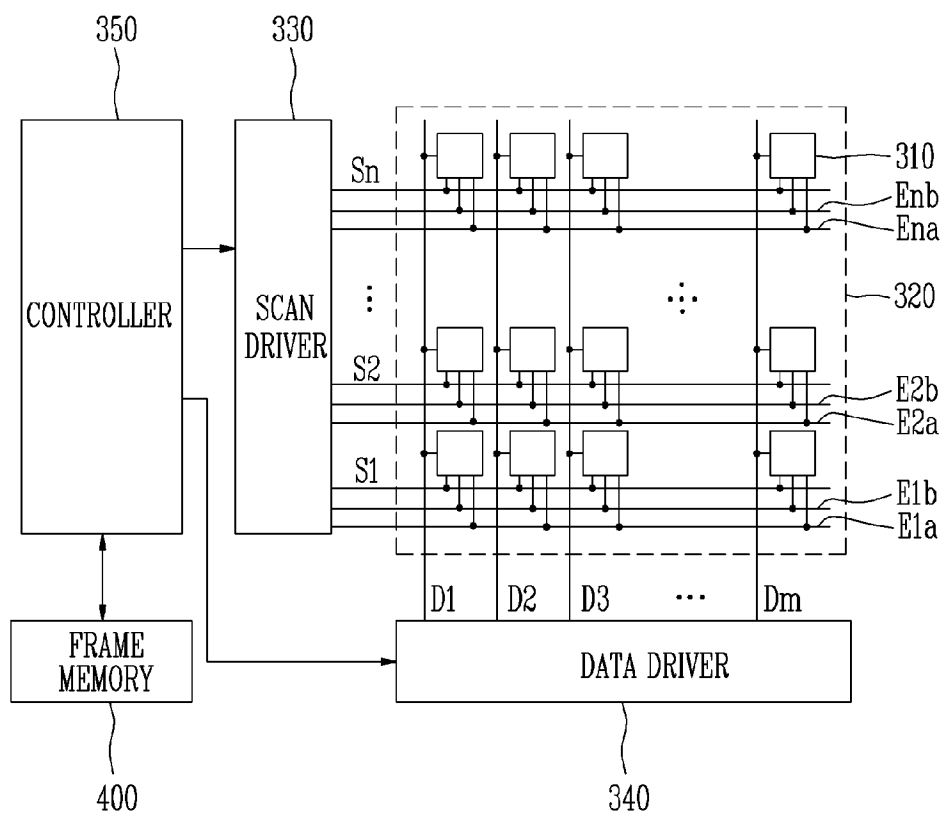 350
330
310
Sn
Enb
Ena
320
CONTROLLER
SCAN
DRIVER
S2
E2b
E2a
S1
E1b
E1a
D1 D2 D3 ... Dm
FRAME
MEMORY
DATA DRIVER
400
340